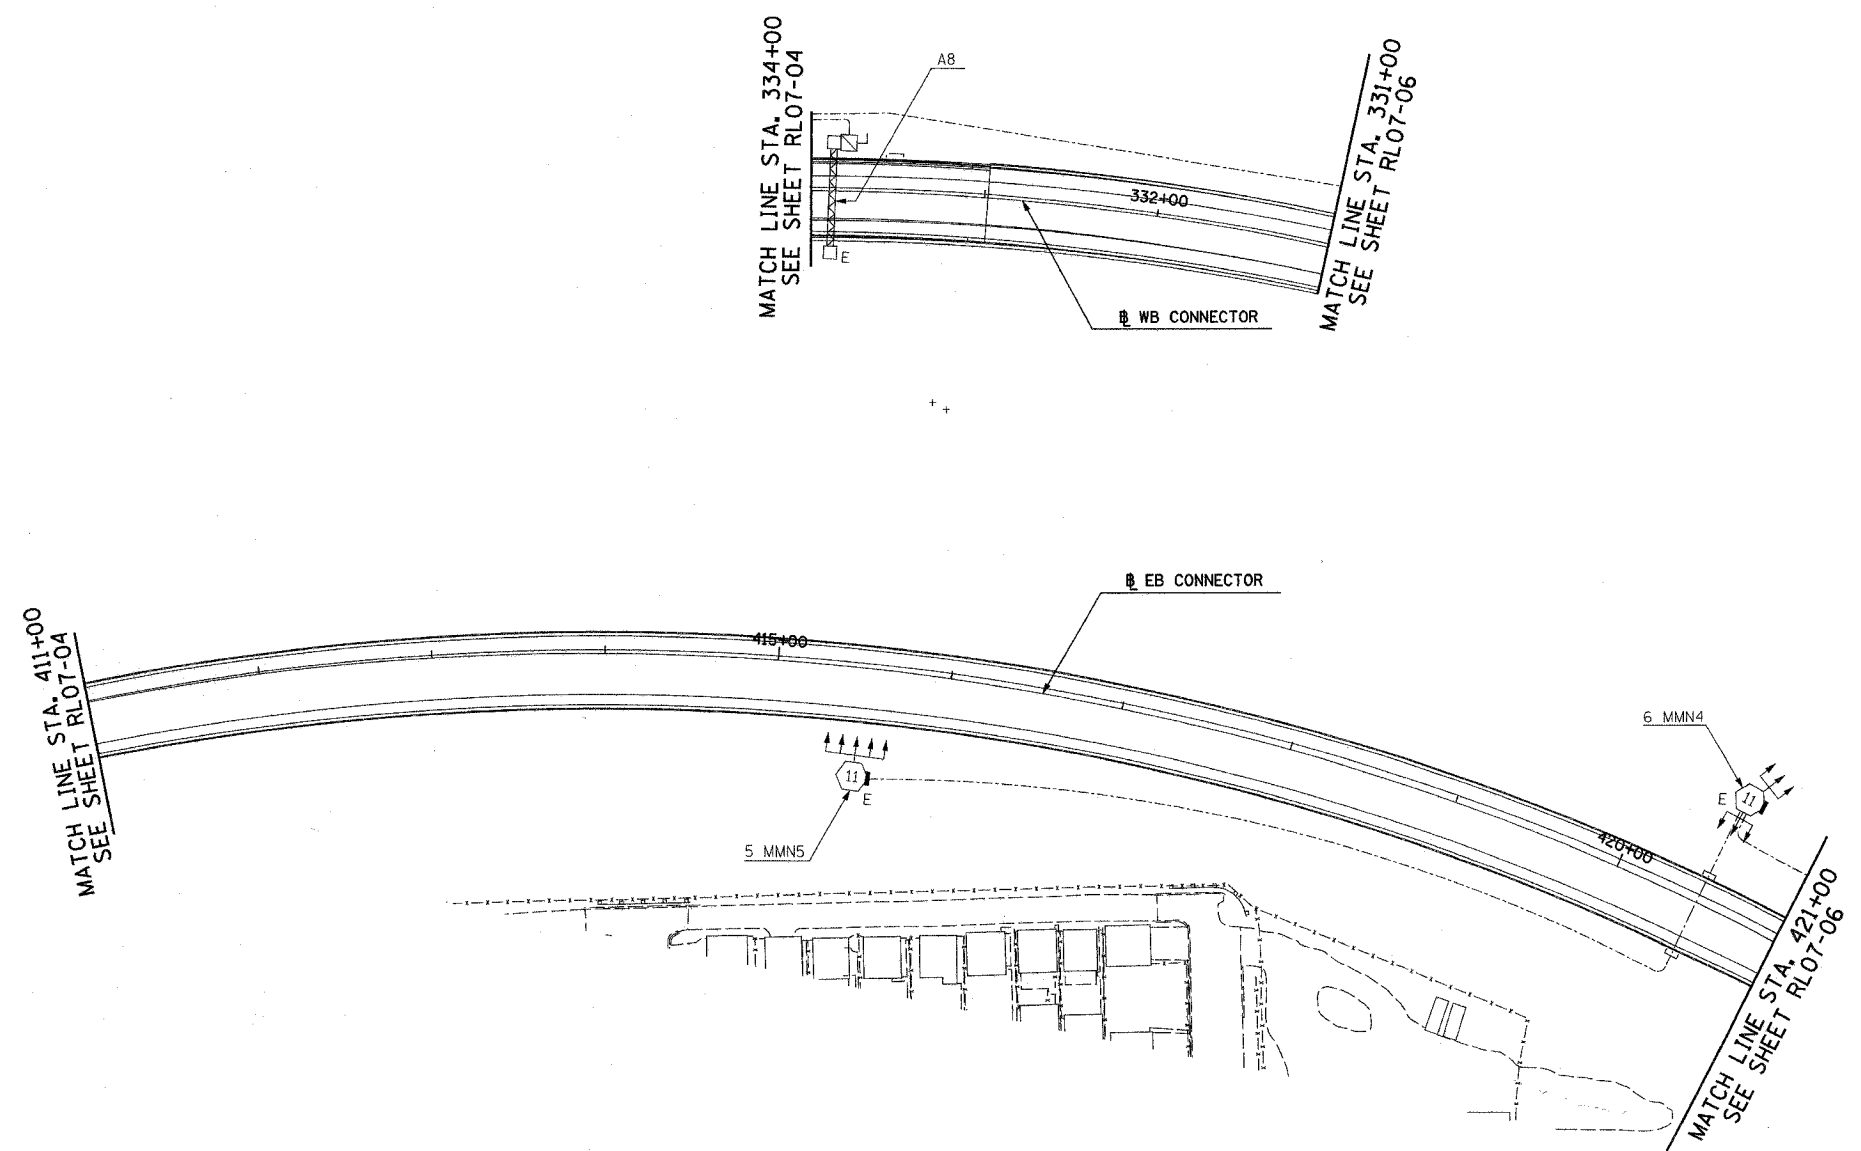 MATCH LINE STA. 334+00
SEE SHEET RL07-04
A8
E
332+00
MATCH LINE STA. 331+00
SEE SHEET RL07-06
℄ WB CONNECTOR
℄ EB CONNECTOR
MATCH LINE STA. 411+00
SEE SHEET RL07-04
415+00
11
E
5 MMN5
6 MMN4
E
11
420+00
MATCH LINE STA. 421+00
SEE SHEET RL07-06